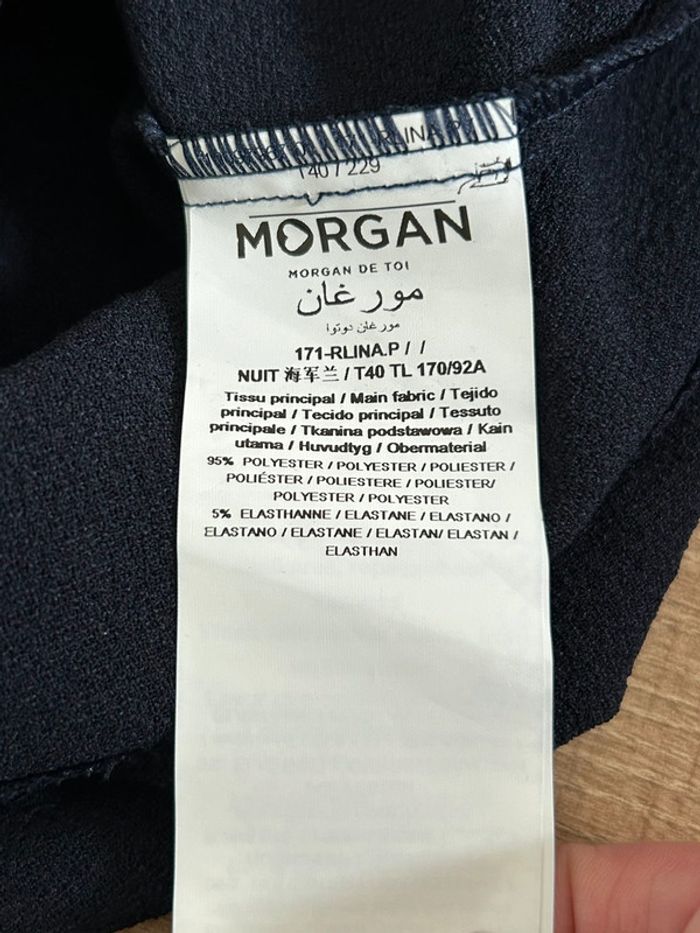 RLINA.P
T40 / 229
MORGAN
MORGAN DE TOI
مورغان
مورغان دوتوا
171-RLINA.P / /
NUIT 海军兰 / T40 TL 170/92A
Tissu principal / Main fabric / Tejido
principal / Tecido principal / Tessuto
principale / Tkanina podstawowa / Kain
utama / Huvudtyg / Obermaterial
95% POLYESTER / POLYESTER / POLIESTER /
POLIÉSTER / POLIESTERE / POLIESTER/
POLYESTER / POLYESTER
5% ELASTHANNE / ELASTANE / ELASTANO /
ELASTANO / ELASTANE / ELASTAN/ ELASTAN /
ELASTHAN